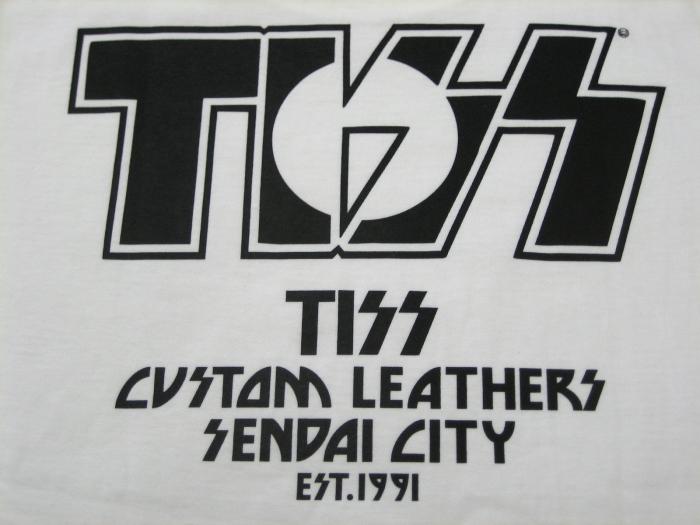 TISS
TISS
CUSTOM LEATHERS
SENDAI CITY
EST.1991